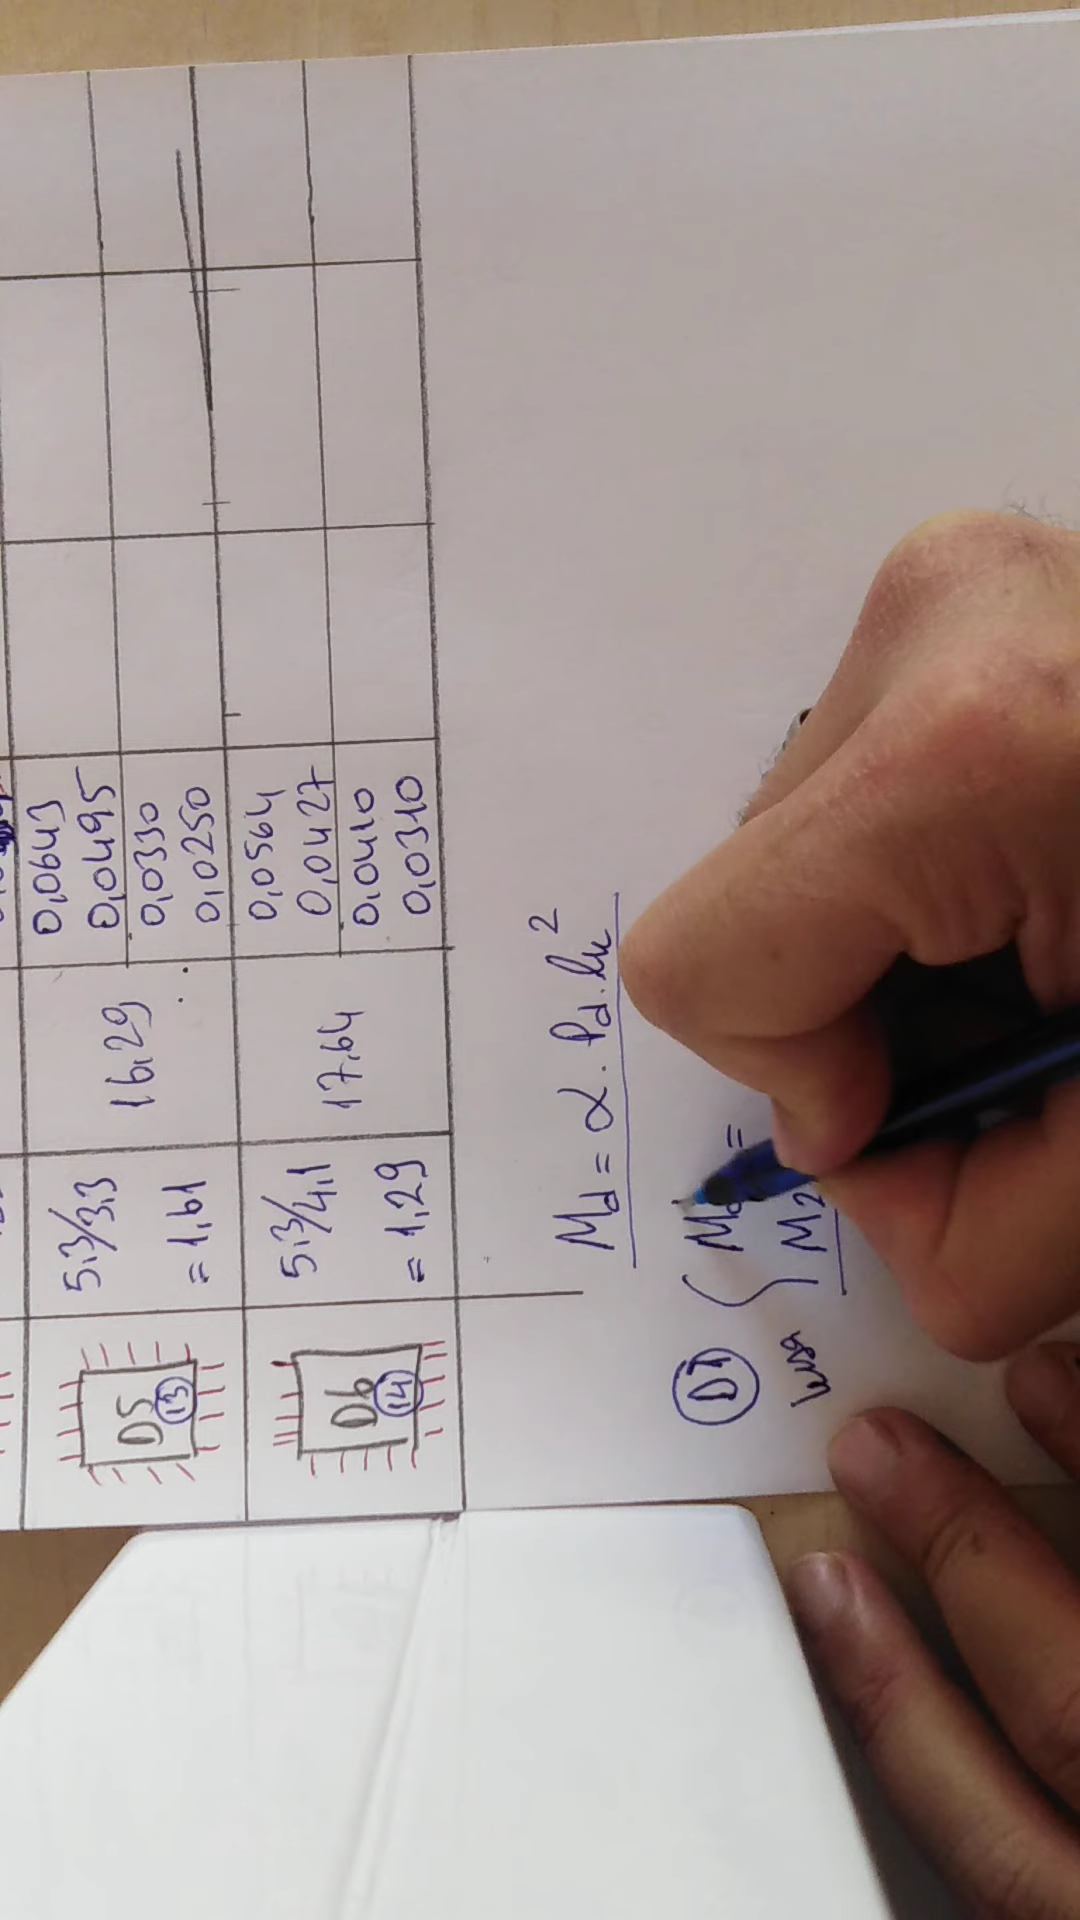 D5
13
5.3/3.3
= 1,61
16.29
0,0643
0,0495
0,0330
0,0250
D6
14
5.3/4.1
= 1.29
17.64
0,0564
0,0427
0,0410
0,0310
Md = α . Pd . ln²
D1
Md =
M2